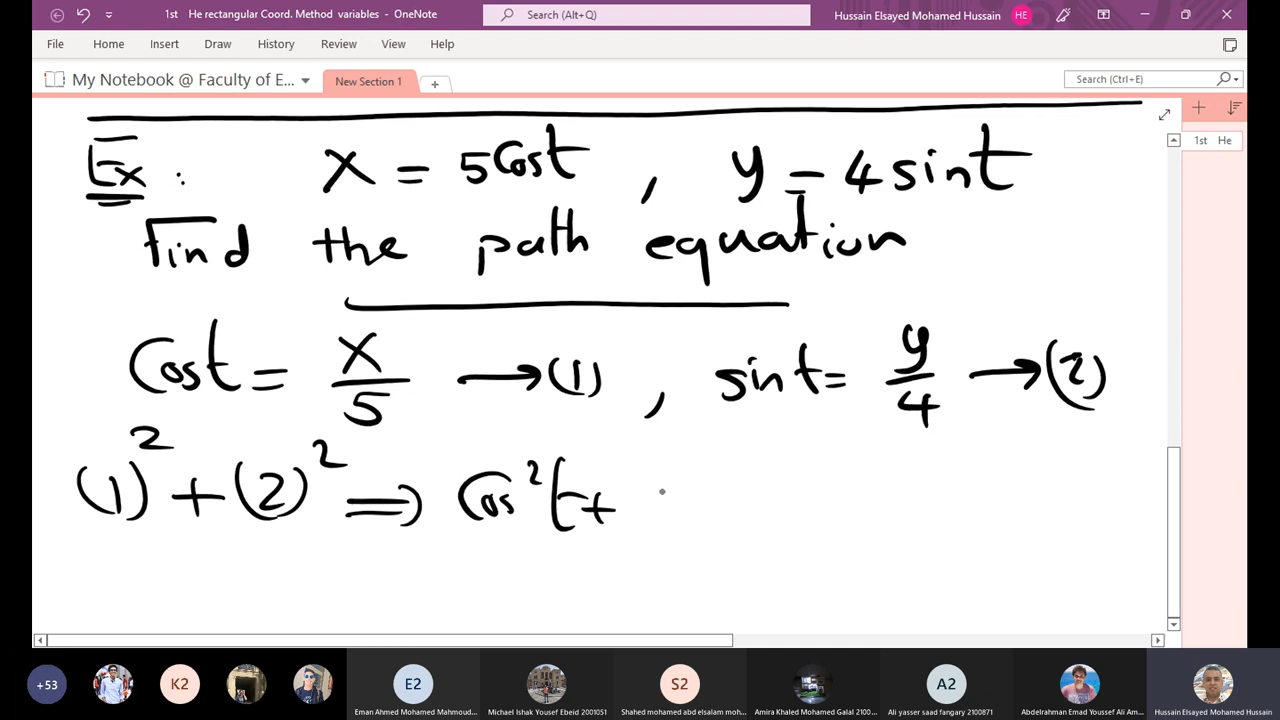 1st He rectangular Coord. Method variables - OneNote
Search (Alt+Q)
Hussain Elsayed Mohamed Hussain
HE
File Home Insert Draw History Review View Help
My Notebook @ Faculty of E...
New Section 1
Search (Ctrl+E)
1st He
Ex : x = 5Cost , y = 4sint
Find the path equation
Cost = x/5 → (1) , sint = y/4 → (2)
(1)² + (2)² ⇒ Cos²t +
+53
K2
E2
S2
A2
Eman Ahmed Mohamed Mahmoud...
Michael Ishak Yousef Ebeid 2001051
Shahed mohamed abd elsalam moh...
Amira Khaled Mohamed Galal 2100...
Ali yasser saad fangary 2100871
Abdelrahman Emad Youssef Ali Am...
Hussain Elsayed Mohamed Hussain